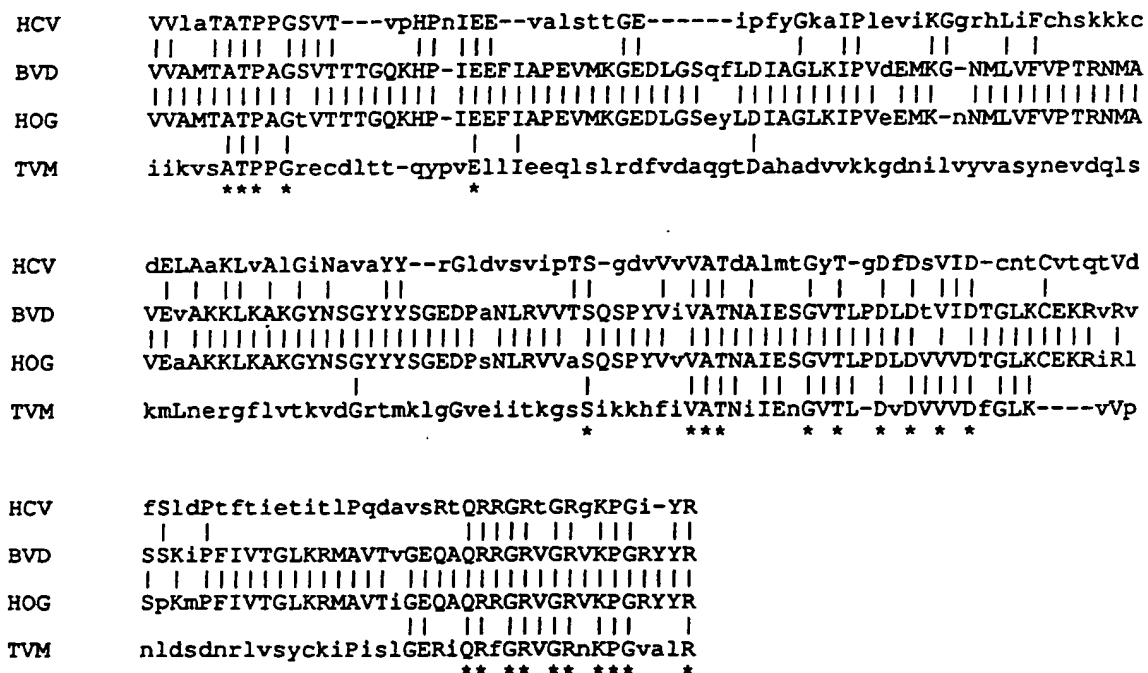 HCV VVlaTATPPGSVT---vpHPnIEE--valsttGE------ipfyGkaIPlevikGgrhLiFchskkkc
BVD VVAMTATPAGSVTTTGQKHP-IEEFIAPEVMKGEDLGSqfLDIAGLKIPVdEMKG-NMLVFVPTRNMA
HOG VVAMTATPAGtVTTTGQKHP-IEEFIAPEVMKGEDLGSeyLDIAGLKIPVeEMK-nNMLVFVPTRNMA
TVM iikvsATPPGrecdltt-qypvEllIeeqlslrdfvdaqgtDahadvvkkgdnilvyvasynevdqls
*** * *
HCV dELAaKLvAlGiNavaYY--rGldvsvipTS-gdvVvVATdAlmtGyT-gDfDsVID-cntCvtqtVd
BVD VEvAKKLKAKGYNSGYYYSGEDPaNLRVVTSQSPYViVATNAIESGVTLPDLDtVIDTGLKCEKRvRv
HOG VEaAKKLKAKGYNSGYYYSGEDPsNLRVVaSQSPYVvVATNAIESGVTLPDLDVVVDTGLKCEKRiRl
TVM kmLnergflvtkvdGrtmklgGveiitkgsSikkhfiVATNiIEnGVTL-DvDVVVDfGLK----vVp
* *** * * * * * *
HCV fSldPtftietitlPqdavsRtQRRGRtGRgKPGi-YR
BVD SSKiPFIVTGLKRMAVTvGEQAQRRGRVGRVKPGRYYR
HOG SpKmPFIVTGLKRMAVTiGEQAQRRGRVGRVKPGRYYR
TVM nldsdnrlvsyckiPislGERiQRfGRVGRnKPGvalR
** ** ** *** *